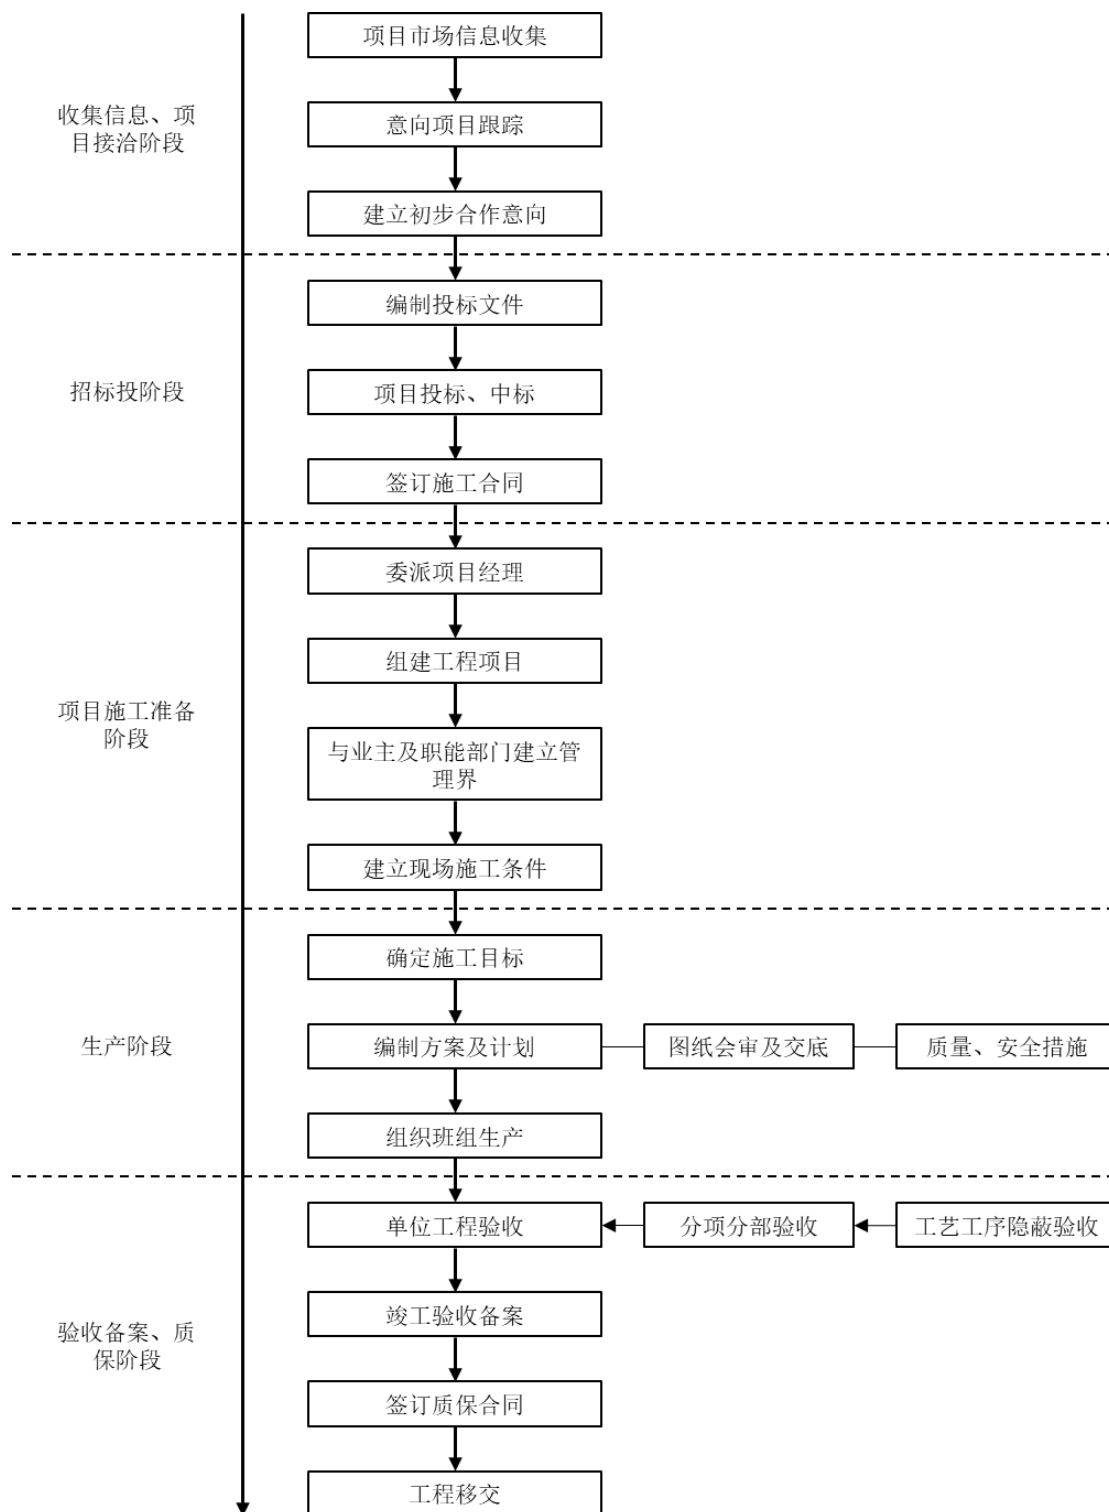 项目市场信息收集
收集信息、项
目接洽阶段
意向项目跟踪
建立初步合作意向
编制投标文件
招标投阶段
项目投标、中标
签订施工合同
委派项目经理
组建工程项目
项目施工准备
阶段
与业主及职能部门建立管
理界
建立现场施工条件
确定施工目标
生产阶段
编制方案及计划
图纸会审及交底
质量、安全措施
组织班组生产
单位工程验收
分项分部验收
工艺工序隐蔽验收
竣工验收备案
验收备案、质
保阶段
签订质保合同
工程移交